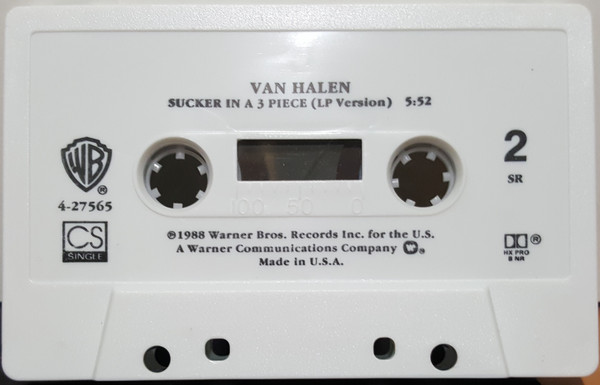 VAN HALEN
SUCKER IN A 3 PIECE (LP Version) 5:52
WB
®
4-27565
CS
SINGLE
2
SR
100 50 0
℗1988 Warner Bros. Records Inc. for the U.S.
A Warner Communications Company W ®
Made in U.S.A.
®
HX PRO
B NR